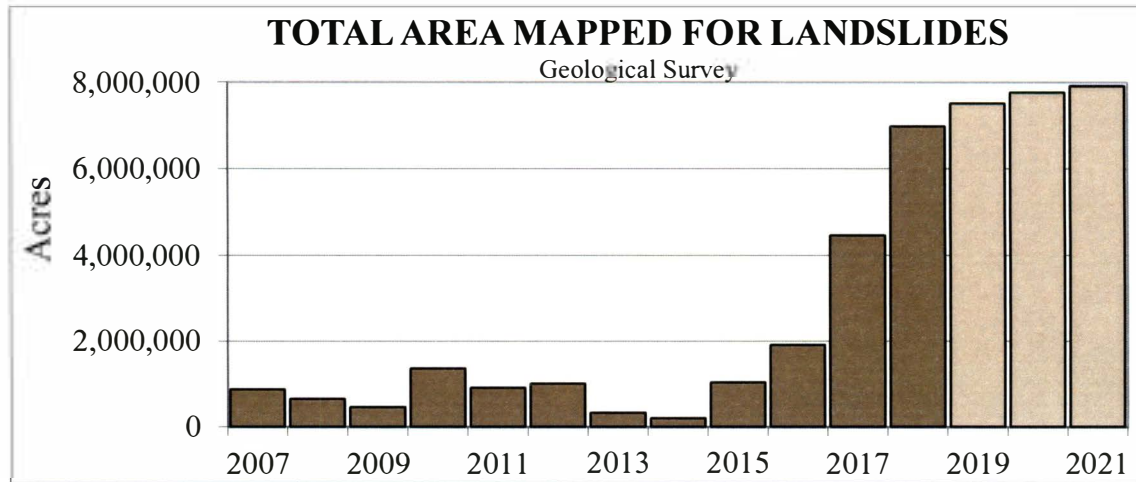 TOTAL AREA MAPPED FOR LANDSLIDES
Geological Survey
Acres
8,000,000
6,000,000
4,000,000
2,000,000
0
2007 2009 2011 2013 2015 2017 2019 2021